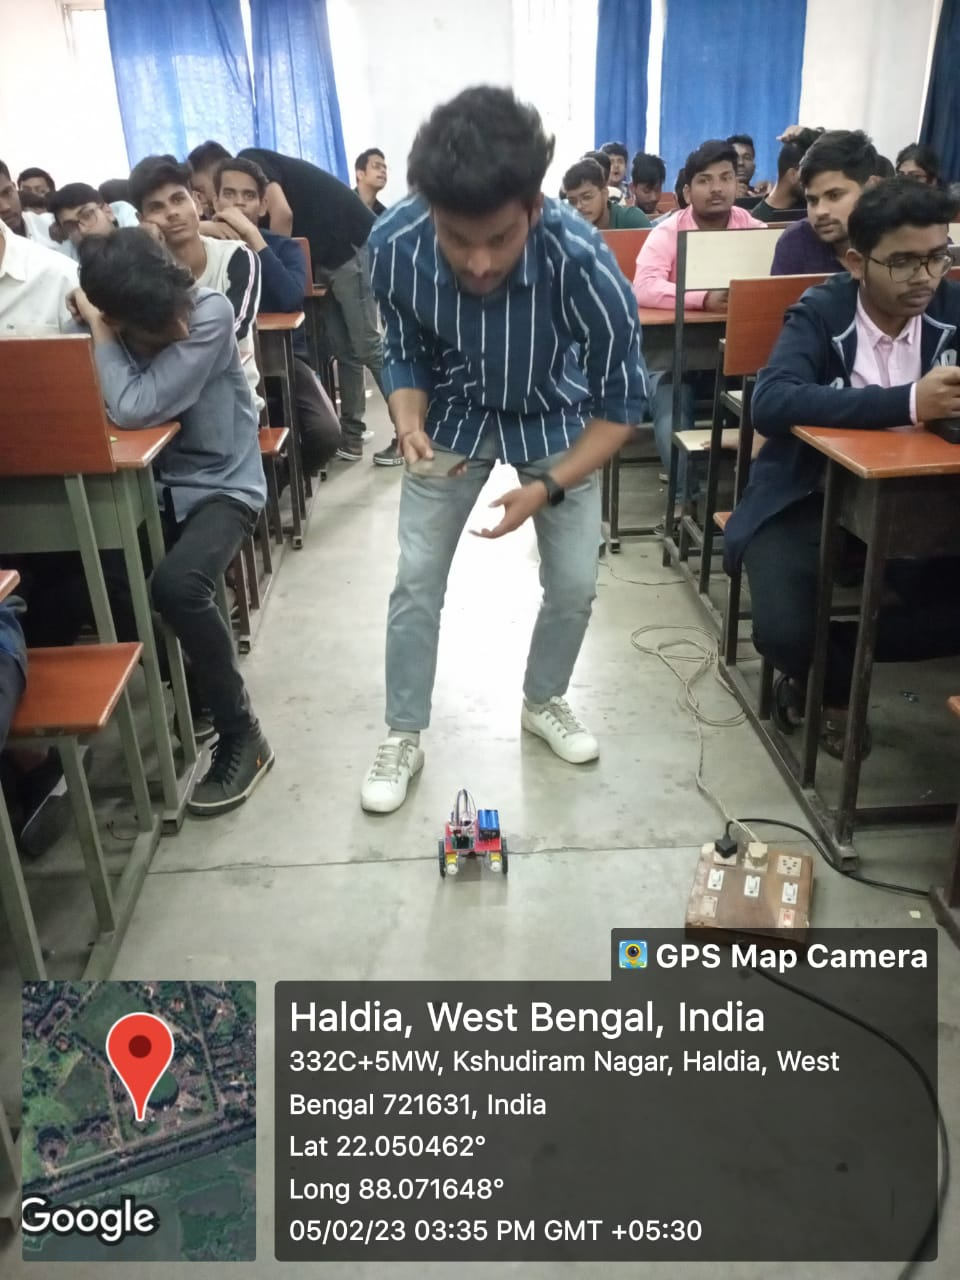 GPS Map Camera
Haldia, West Bengal, India
332C+5MW, Kshudiram Nagar, Haldia, West
Bengal 721631, India
Lat 22.050462°
Long 88.071648°
05/02/23 03:35 PM GMT +05:30
Google